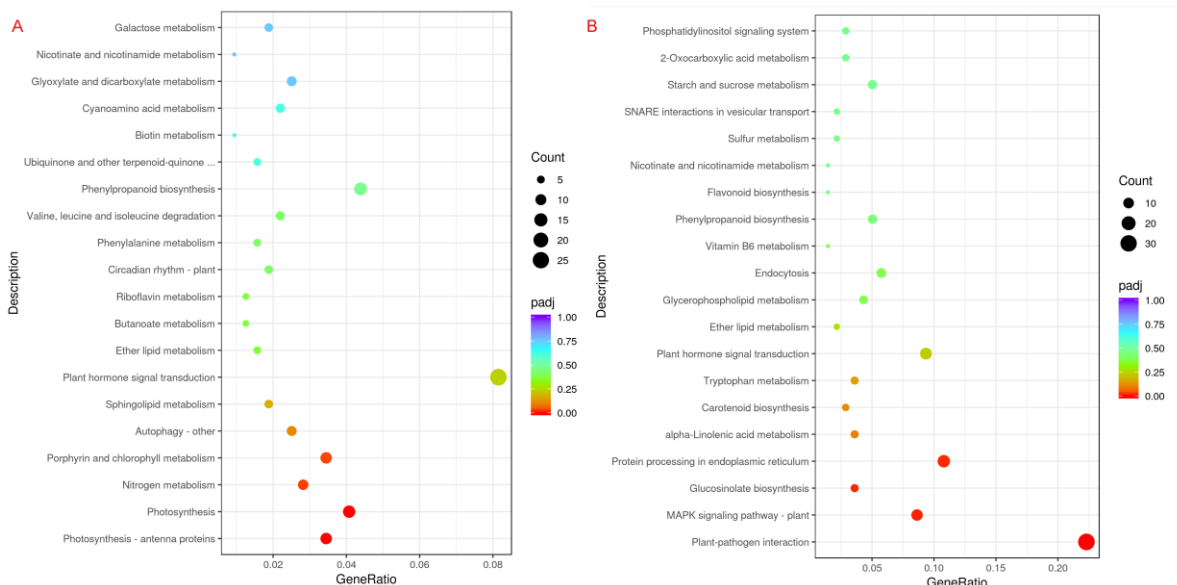 A
Description
Galactose metabolism
Nicotinate and nicotinamide metabolism
Glyoxylate and dicarboxylate metabolism
Cyanoamino acid metabolism
Biotin metabolism
Ubiquinone and other terpenoid-quinone ...
Phenylpropanoid biosynthesis
Valine, leucine and isoleucine degradation
Phenylalanine metabolism
Circadian rhythm - plant
Riboflavin metabolism
Butanoate metabolism
Ether lipid metabolism
Plant hormone signal transduction
Sphingolipid metabolism
Autophagy - other
Porphyrin and chlorophyll metabolism
Nitrogen metabolism
Photosynthesis
Photosynthesis - antenna proteins
0.02 0.04 0.06 0.08
GeneRatio
Count
5
10
15
20
25
padj
1.00
0.75
0.50
0.25
0.00
B
Description
Phosphatidylinositol signaling system
2-Oxocarboxylic acid metabolism
Starch and sucrose metabolism
SNARE interactions in vesicular transport
Sulfur metabolism
Nicotinate and nicotinamide metabolism
Flavonoid biosynthesis
Phenylpropanoid biosynthesis
Vitamin B6 metabolism
Endocytosis
Glycerophospholipid metabolism
Ether lipid metabolism
Plant hormone signal transduction
Tryptophan metabolism
Carotenoid biosynthesis
alpha-Linolenic acid metabolism
Protein processing in endoplasmic reticulum
Glucosinolate biosynthesis
MAPK signaling pathway - plant
Plant-pathogen interaction
0.05 0.10 0.15 0.20
GeneRatio
Count
10
20
30
padj
1.00
0.75
0.50
0.25
0.00